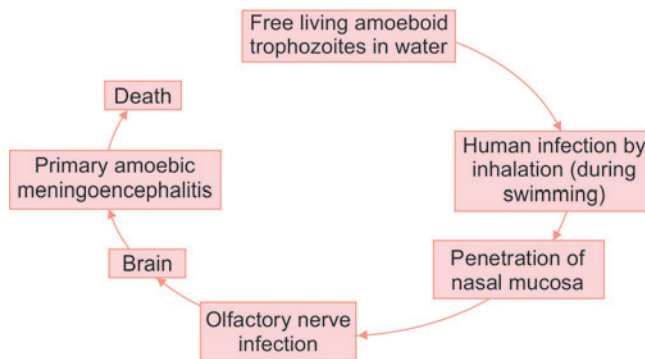 Free living amoeboid
trophozoites in water
Human infection by
inhalation (during
swimming)
Penetration of
nasal mucosa
Olfactory nerve
infection
Brain
Primary amoebic
meningoencephalitis
Death